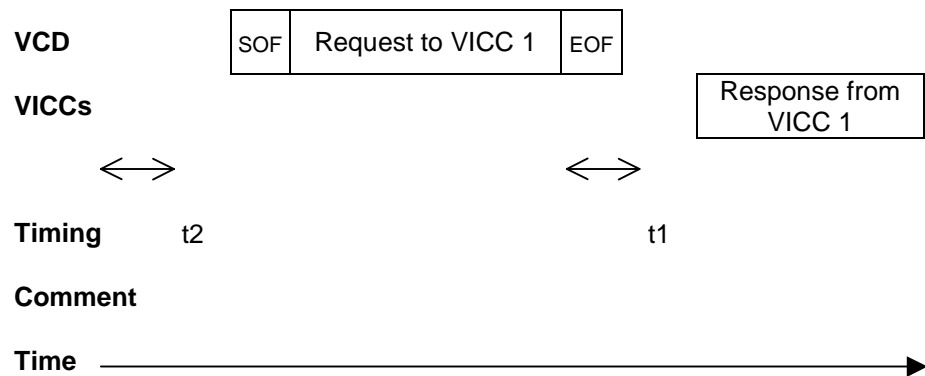 VCD SOF Request to VICC 1 EOF
VICCs Response from
VICC 1
Timing t2 t1
Comment
Time